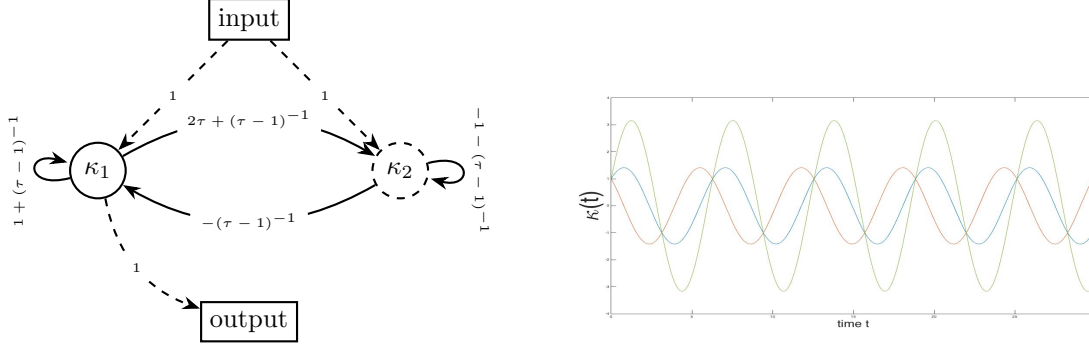 input
1
1
2τ + (τ − 1)⁻¹
1 + (τ − 1)⁻¹
κ₁
κ₂
−1 − (τ − 1)⁻¹
−(τ − 1)⁻¹
1
output
κ(t)
time t